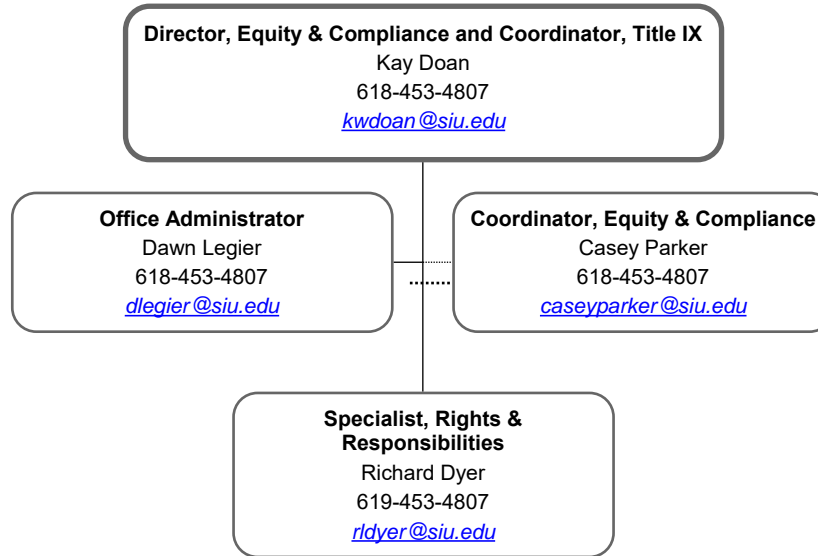 Director, Equity & Compliance and Coordinator, Title IX
Kay Doan
618-453-4807
kwdoan@siu.edu
Office Administrator
Dawn Legier
618-453-4807
dlegier@siu.edu
Coordinator, Equity & Compliance
Casey Parker
618-453-4807
caseyparker@siu.edu
Specialist, Rights &
Responsibilities
Richard Dyer
619-453-4807
rldyer@siu.edu